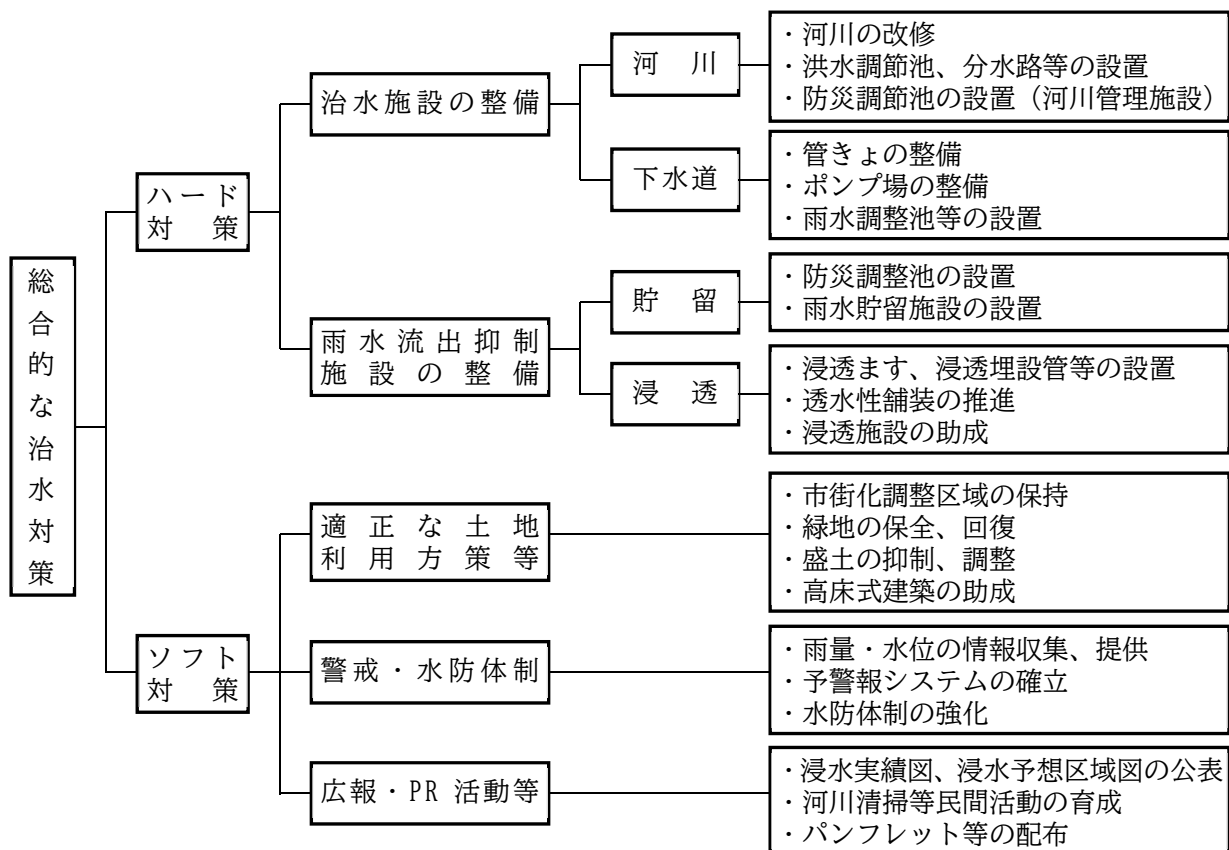 総合的な治水対策
ハード
対策
治水施設の整備
河川
・河川の改修
・洪水調節池、分水路等の設置
・防災調節池の設置（河川管理施設）
下水道
・管きょの整備
・ポンプ場の整備
・雨水調整池等の設置
雨水流出抑制
施設の整備
貯留
・防災調整池の設置
・雨水貯留施設の設置
浸透
・浸透ます、浸透埋設管等の設置
・透水性舗装の推進
・浸透施設の助成
ソフト
対策
適正な土地
利用方策等
・市街化調整区域の保持
・緑地の保全、回復
・盛土の抑制、調整
・高床式建築の助成
警戒・水防体制
・雨量・水位の情報収集、提供
・予警報システムの確立
・水防体制の強化
広報・PR 活動等
・浸水実績図、浸水予想区域図の公表
・河川清掃等民間活動の育成
・パンフレット等の配布